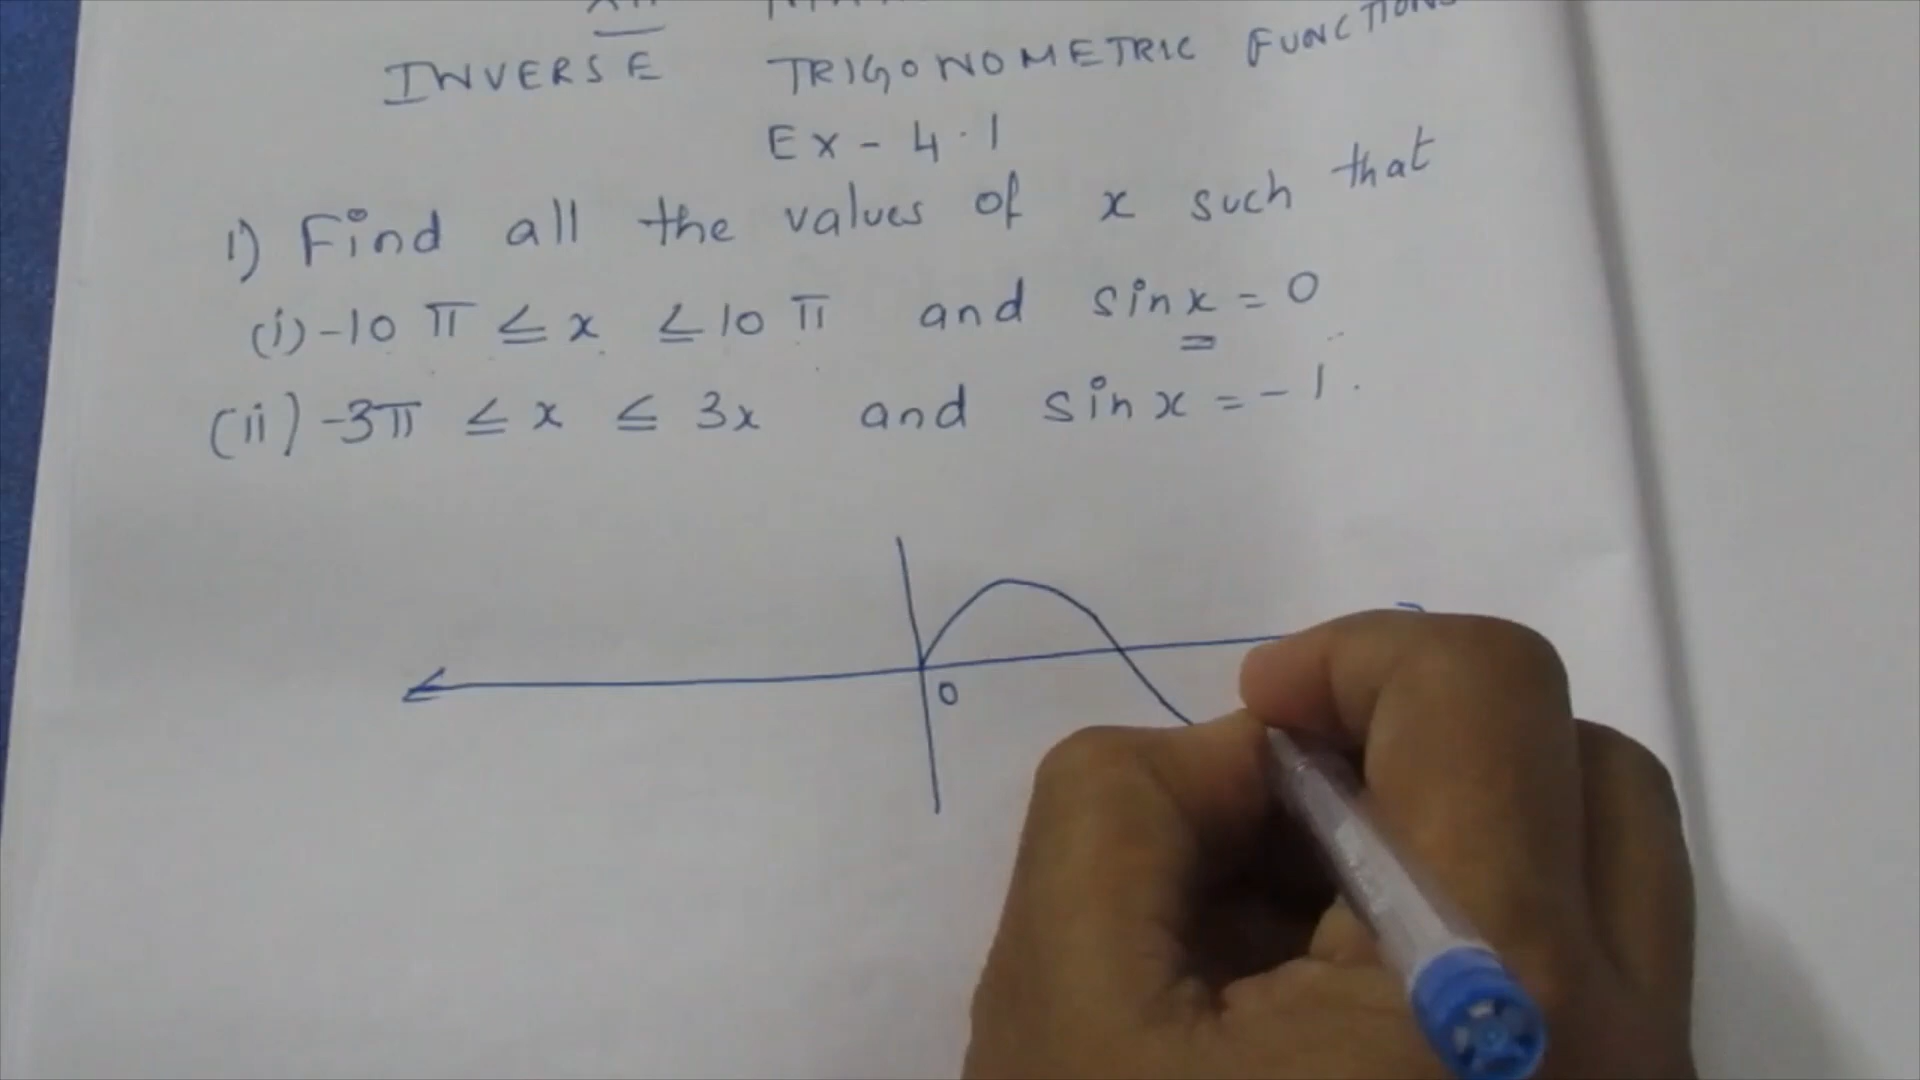 INVERSE TRIGONOMETRIC FUNCTIONS
Ex - 4.1
1) Find all the values of x such that
(i) -10 π ≤ x ≤ 10 π and sin x = 0
(ii) -3π ≤ x ≤ 3x and sin x = -1.
0